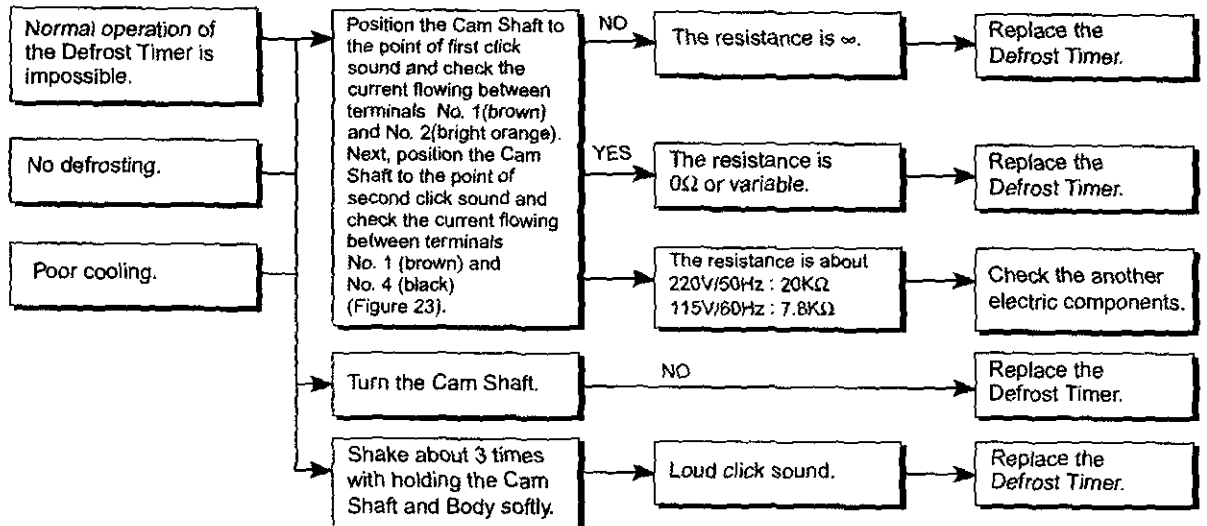 Normal operation of
the Defrost Timer is
impossible.
No defrosting.
Poor cooling.
Position the Cam Shaft to
the point of first click
sound and check the
current flowing between
terminals No. 1(brown)
and No. 2(bright orange).
Next, position the Cam
Shaft to the point of
second click sound and
check the current flowing
between terminals
No. 1 (brown) and
No. 4 (black)
(Figure 23).
NO
The resistance is ∞.
Replace the
Defrost Timer.
YES
The resistance is
0Ω or variable.
Replace the
Defrost Timer.
The resistance is about
220V/50Hz : 20KΩ
115V/60Hz : 7.8KΩ
Check the another
electric components.
Turn the Cam Shaft.
NO
Replace the
Defrost Timer.
Shake about 3 times
with holding the Cam
Shaft and Body softly.
Loud click sound.
Replace the
Defrost Timer.